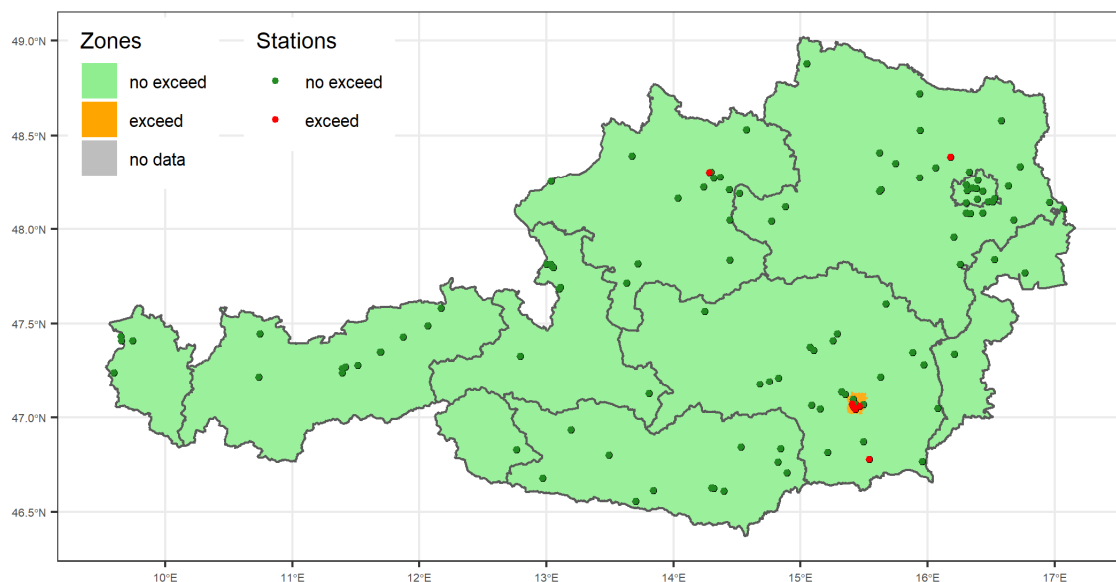 Zones
no exceed
exceed
no data
Stations
no exceed
exceed
49.0°N
48.5°N
48.0°N
47.5°N
47.0°N
46.5°N
10°E
11°E
12°E
13°E
14°E
15°E
16°E
17°E